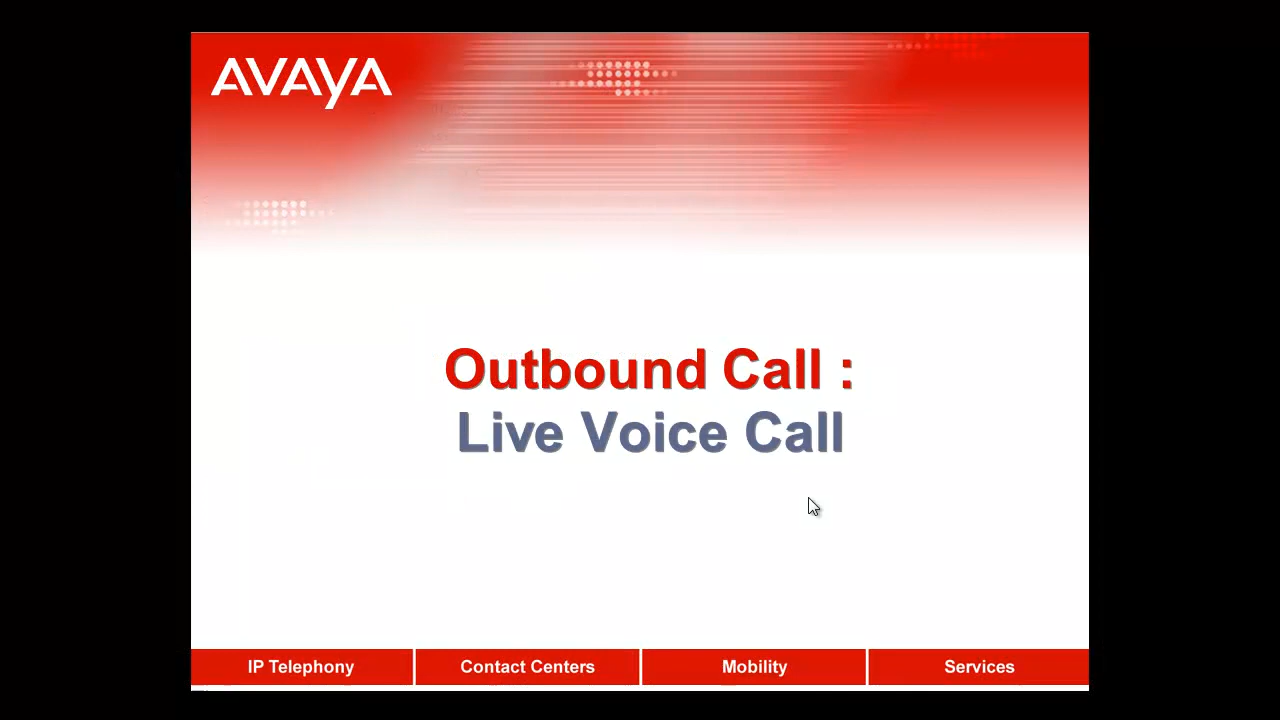 AVAYA
Outbound Call :
Live Voice Call
IP Telephony
Contact Centers
Mobility
Services